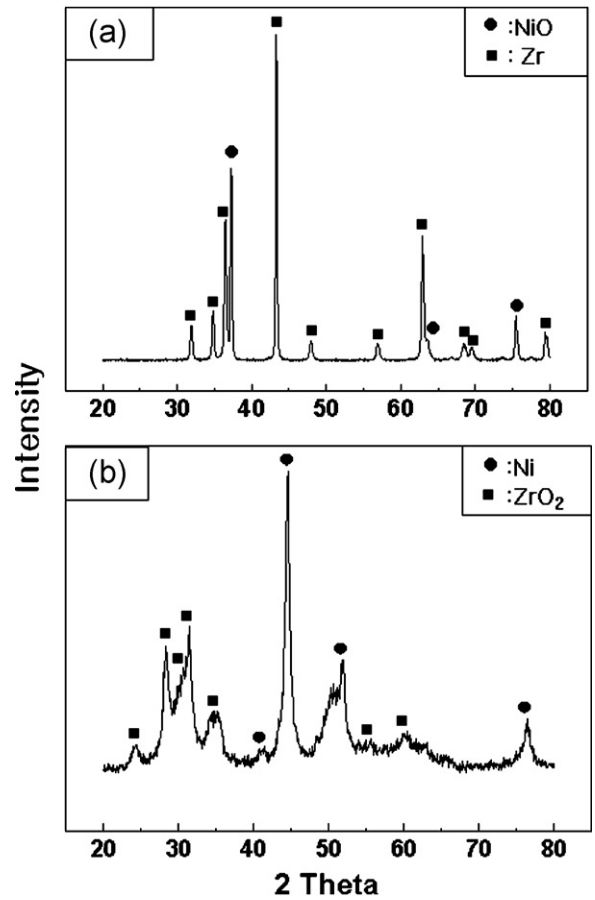 (a)
● :NiO
■ : Zr
20 30 40 50 60 70 80
Intensity
(b)
● :Ni
■ :ZrO₂
20 30 40 50 60 70 80
2 Theta